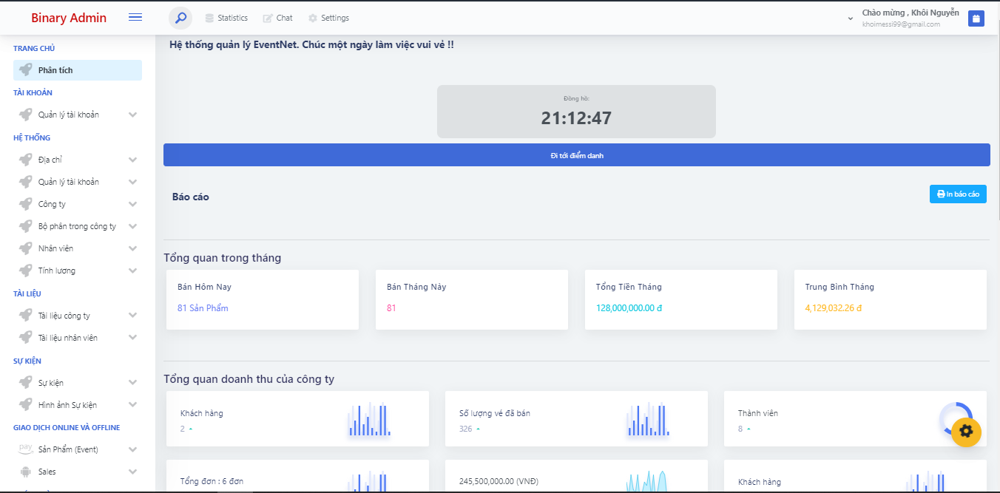 Binary Admin
Statistics
Chat
Settings
Chào mừng , Khôi Nguyễn
khoimessi99@gmail.com
TRANG CHỦ
Phân tích
TÀI KHOẢN
Quản lý tài khoản
HỆ THỐNG
Địa chỉ
Quản lý tài khoản
Công ty
Bộ phân trong công ty
Nhân viên
Tính lương
TÀI LIỆU
Tài liệu công ty
Tài liệu nhân viên
SỰ KIỆN
Sự kiện
Hình ảnh Sự kiện
GIAO DỊCH ONLINE VÀ OFFLINE
pay
Sản Phẩm (Event)
Sales
Hệ thống quản lý EventNet. Chúc một ngày làm việc vui vẻ !!
Đồng hồ:
21:12:47
Đi tới điểm danh
Báo cáo
In báo cáo
Tổng quan trong tháng
Bán Hôm Nay
81 Sản Phẩm
Bán Tháng Này
81
Tổng Tiền Tháng
128,000,000.00 đ
Trung Bình Tháng
4,129,032.26 đ
Tổng quan doanh thu của công ty
Khách hàng
2
Số lượng vé đã bán
326
Thành viên
8
Tổng đơn : 6 đơn
245,500,000.00 (VNĐ)
Khách hàng